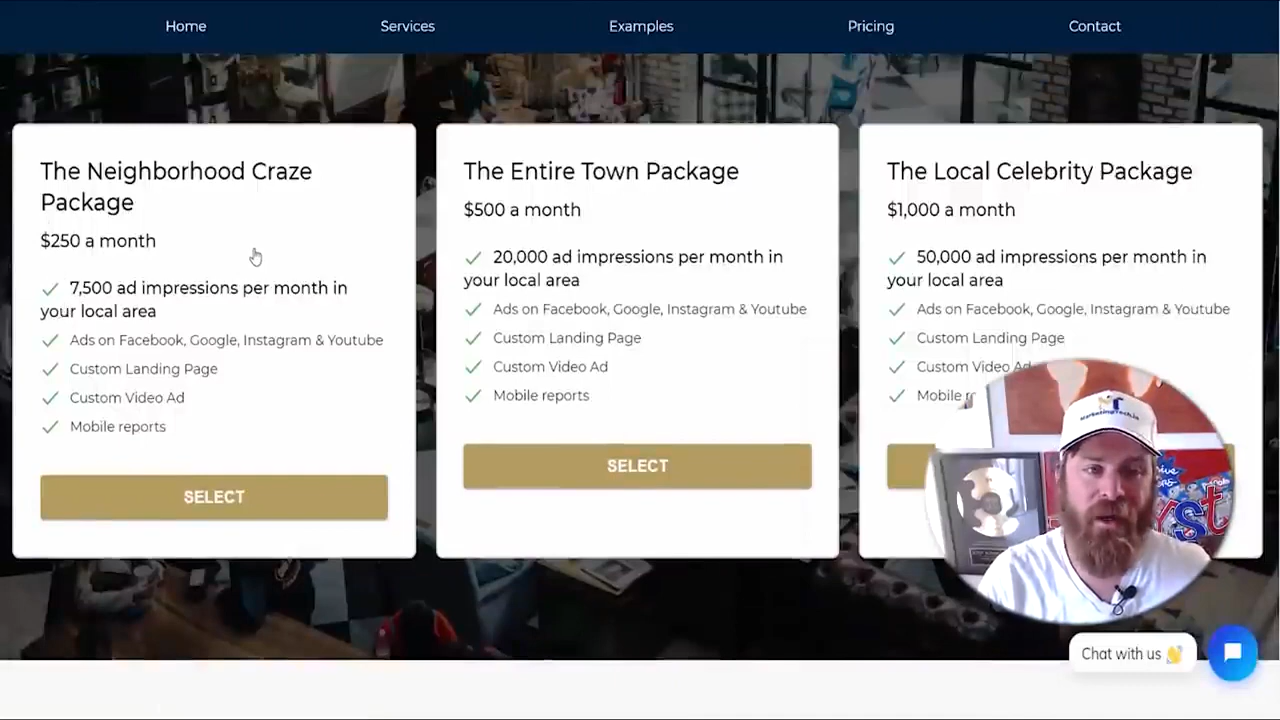 Home Services Examples Pricing Contact
The Neighborhood Craze
Package
$250 a month
7,500 ad impressions per month in
your local area
Ads on Facebook, Google, Instagram & Youtube
Custom Landing Page
Custom Video Ad
Mobile reports
SELECT
The Entire Town Package
$500 a month
20,000 ad impressions per month in
your local area
Ads on Facebook, Google, Instagram & Youtube
Custom Landing Page
Custom Video Ad
Mobile reports
SELECT
The Local Celebrity Package
$1,000 a month
50,000 ad impressions per month in
your local area
Ads on Facebook, Google, Instagram & Youtube
Custom Landing Page
Custom Video Ad
Mobile
MT
Chat with us 👋